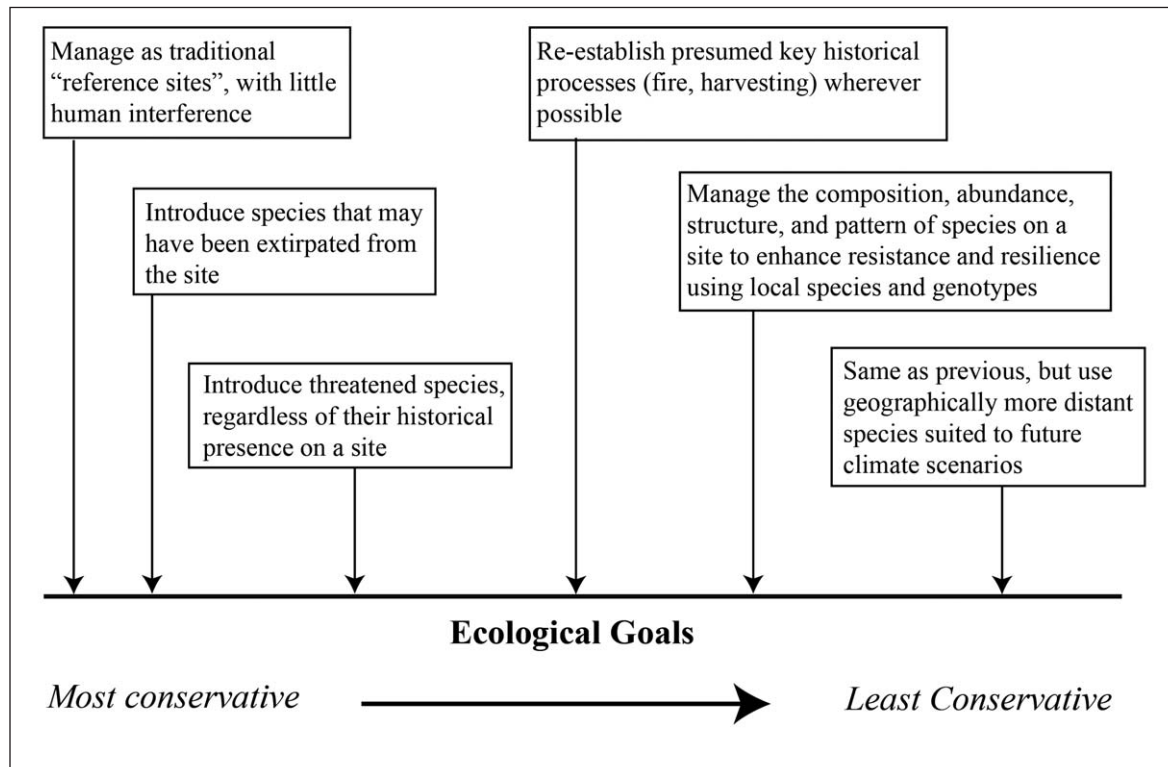 Manage as traditional
“reference sites”, with little
human interference
Re-establish presumed key historical
processes (fire, harvesting) wherever
possible
Introduce species that may
have been extirpated from
the site
Manage the composition, abundance,
structure, and pattern of species on a
site to enhance resistance and resilience
using local species and genotypes
Introduce threatened species,
regardless of their historical
presence on a site
Same as previous, but use
geographically more distant
species suited to future
climate scenarios
Ecological Goals
Most conservative
Least Conservative